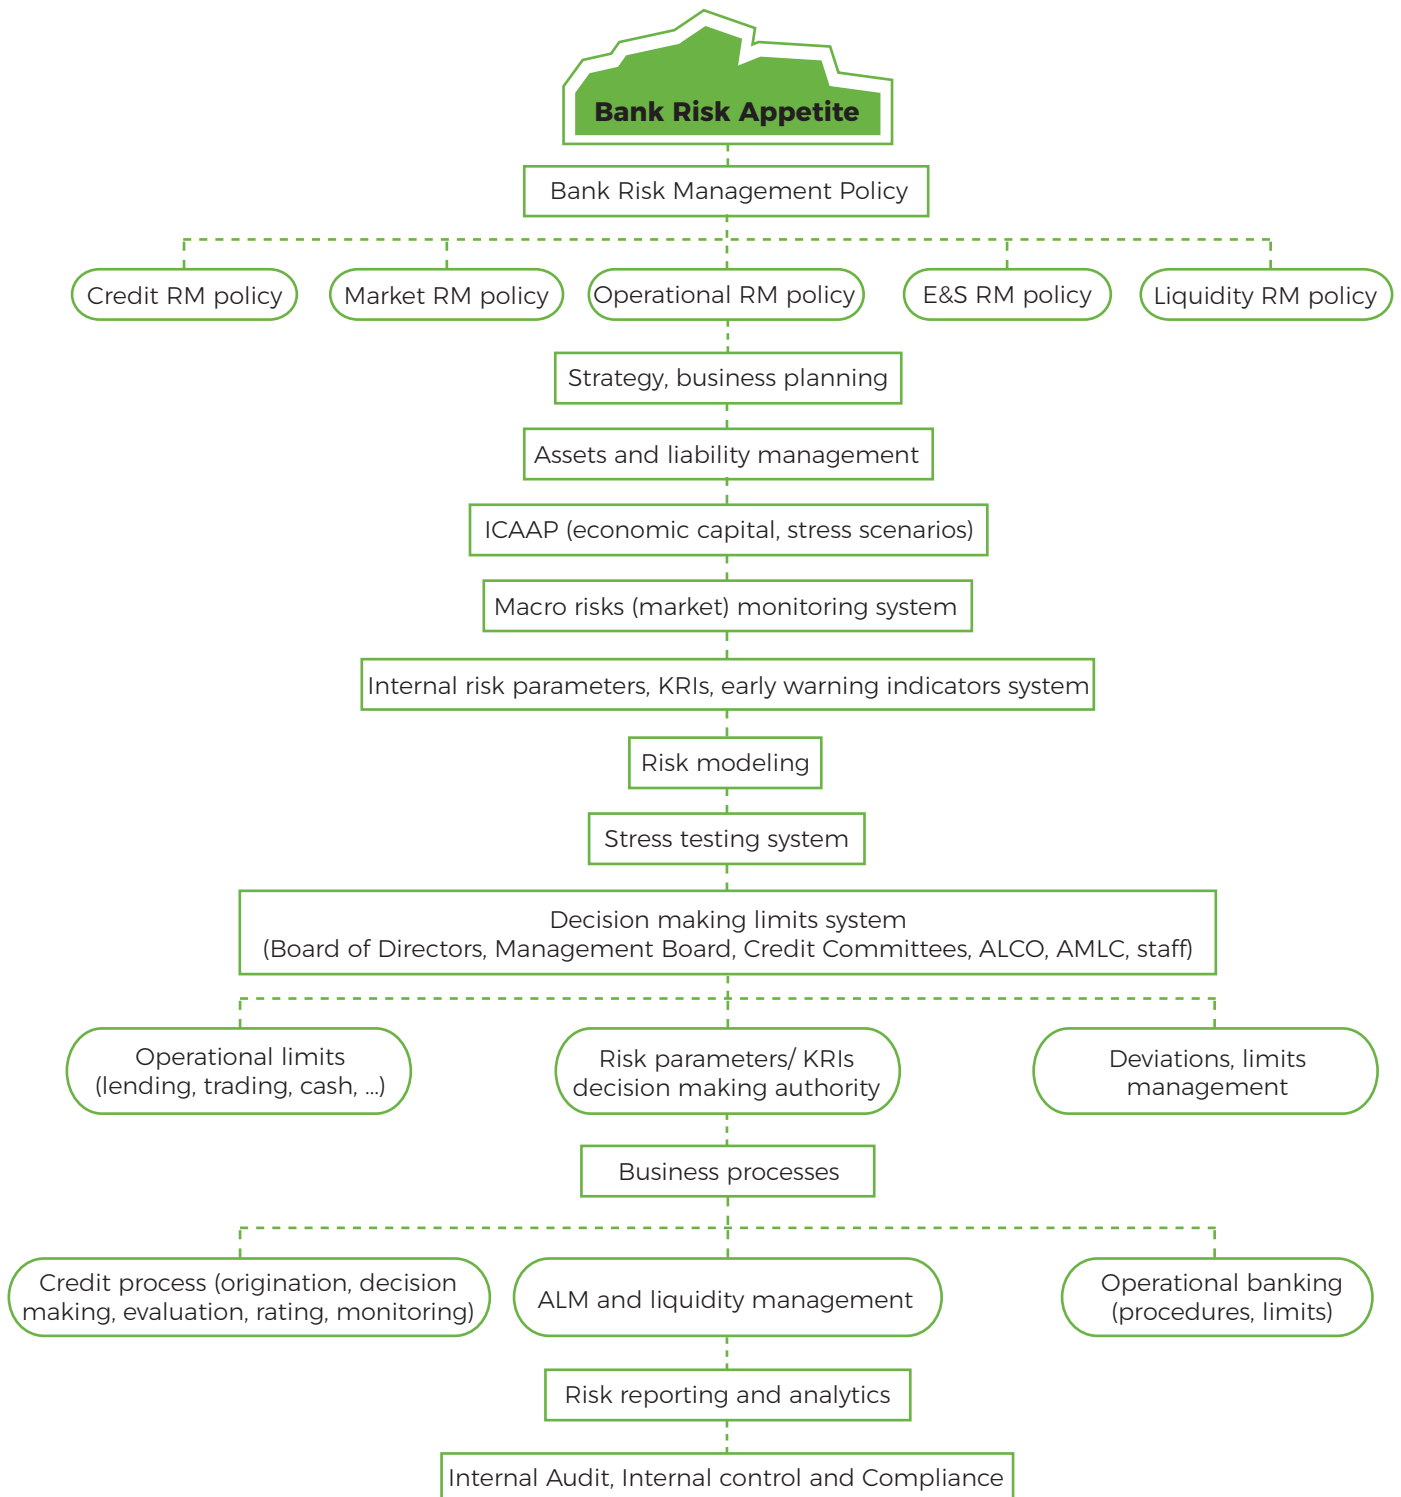 Bank Risk Appetite
Bank Risk Management Policy
Credit RM policy
Market RM policy
Operational RM policy
E&S RM policy
Liquidity RM policy
Strategy, business planning
Assets and liability management
ICAAP (economic capital, stress scenarios)
Macro risks (market) monitoring system
Internal risk parameters, KRIs, early warning indicators system
Risk modeling
Stress testing system
Decision making limits system
(Board of Directors, Management Board, Credit Committees, ALCO, AMLC, staff)
Operational limits
(lending, trading, cash, ...)
Risk parameters/ KRIs
decision making authority
Deviations, limits
management
Business processes
Credit process (origination, decision
making, evaluation, rating, monitoring)
ALM and liquidity management
Operational banking
(procedures, limits)
Risk reporting and analytics
Internal Audit, Internal control and Compliance